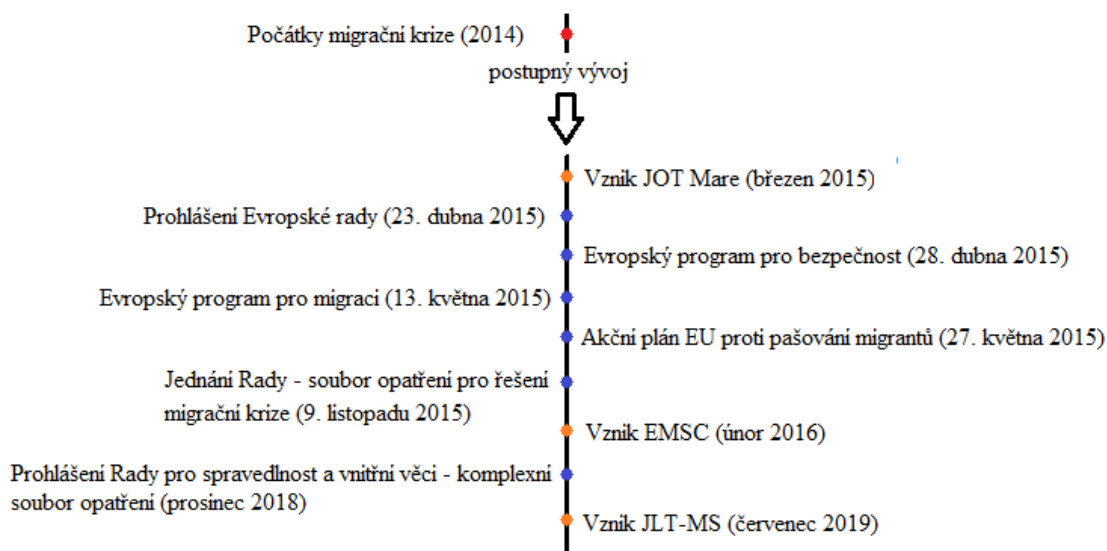 Počátky migrační krize (2014)
postupný vývoj
Vznik JOT Mare (březen 2015)
Prohlášení Evropské rady (23. dubna 2015)
Evropský program pro bezpečnost (28. dubna 2015)
Evropský program pro migraci (13. května 2015)
Akční plán EU proti pašování migrantů (27. května 2015)
Jednání Rady - soubor opatření pro řešení
migrační krize (9. listopadu 2015)
Vznik EMSC (únor 2016)
Prohlášení Rady pro spravedlnost a vnitřní věci - komplexní
soubor opatření (prosinec 2018)
Vznik JLT-MS (červenec 2019)